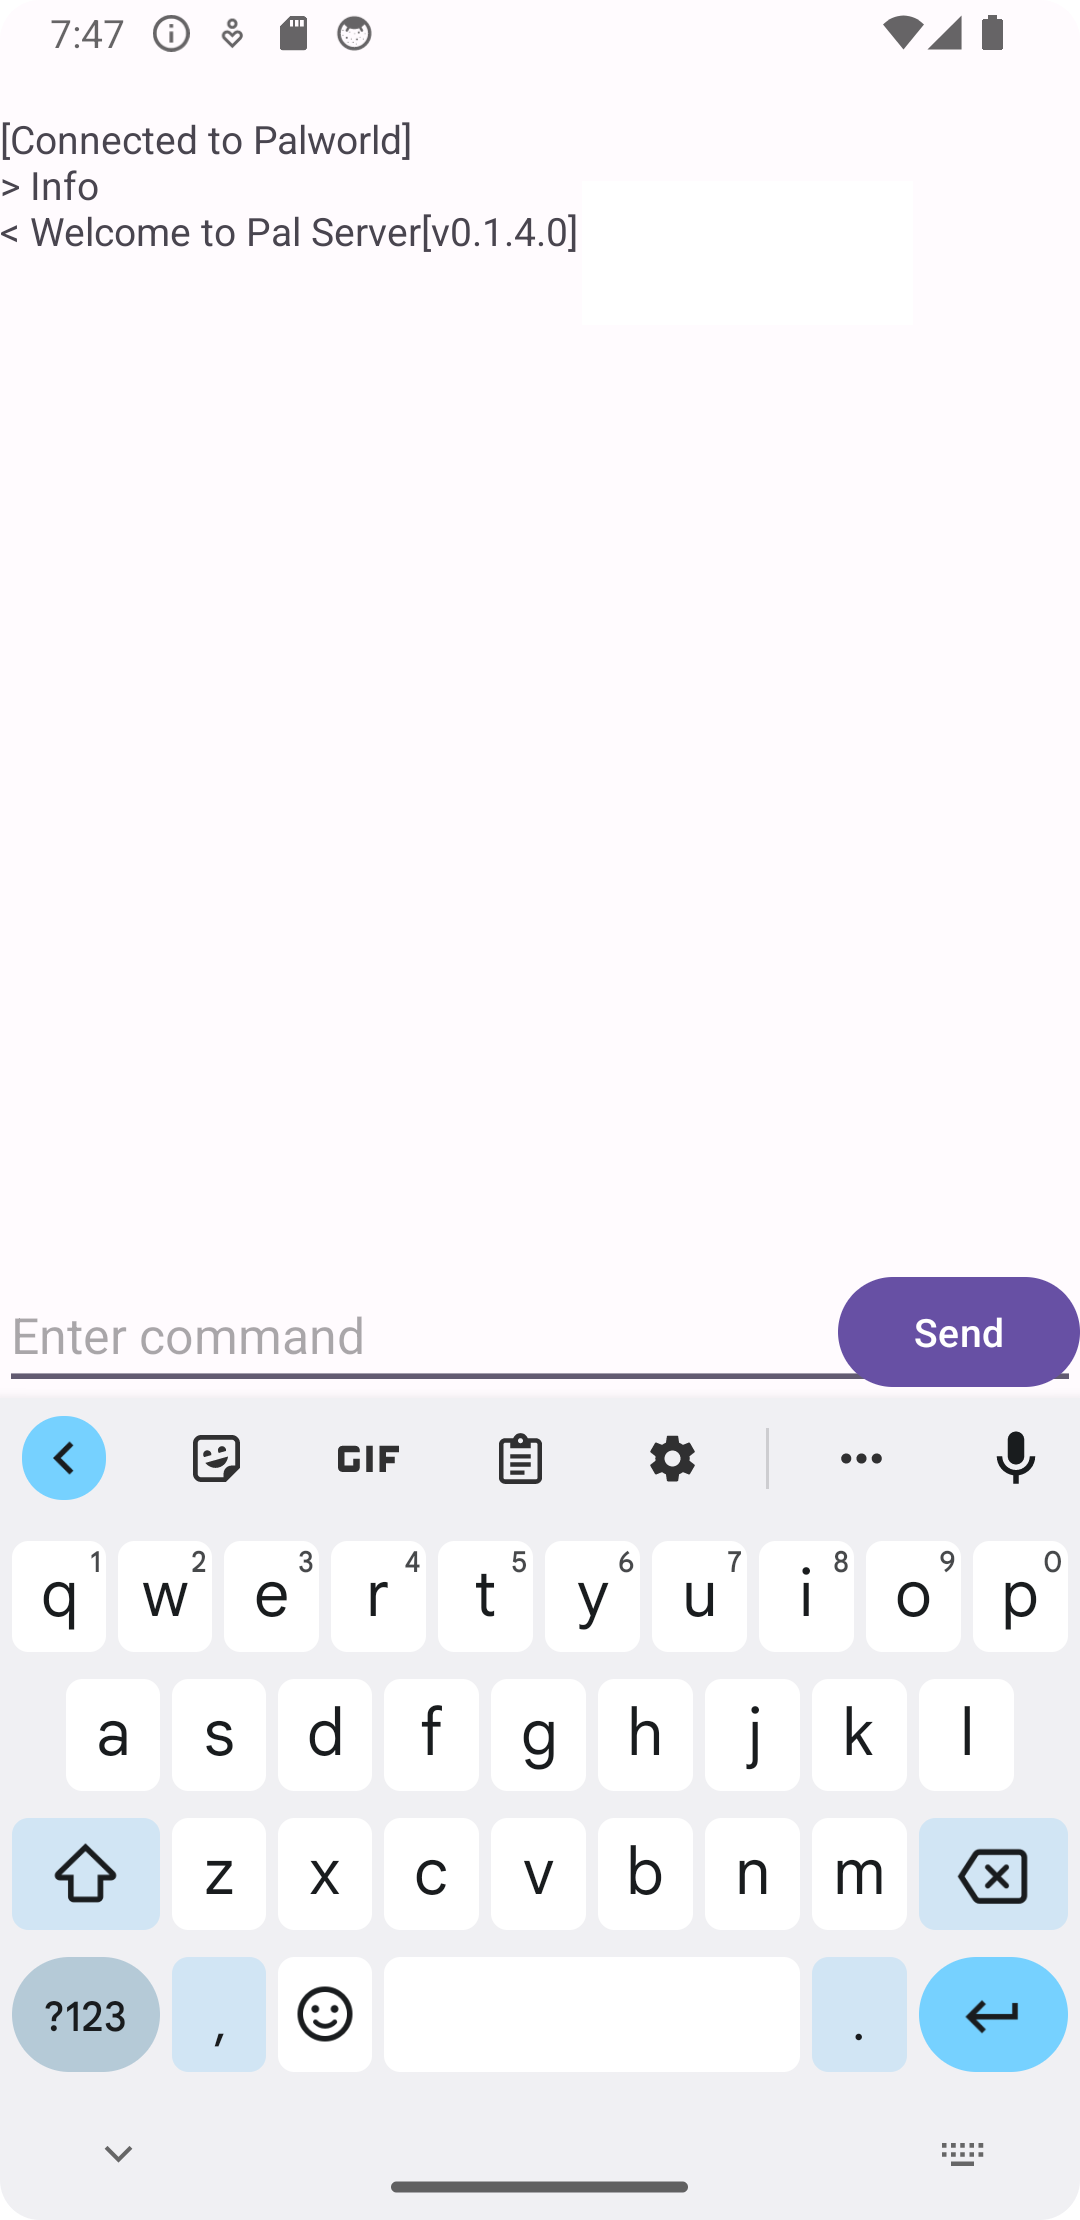 7:47
[Connected to Palworld]
> Info
< Welcome to Pal Server[v0.1.4.0]
Enter command
Send
GIF
1 2 3 4 5 6 7 8 9 0
q w e r t y u i o p
a s d f g h j k l
z x c v b n m
?123 , .